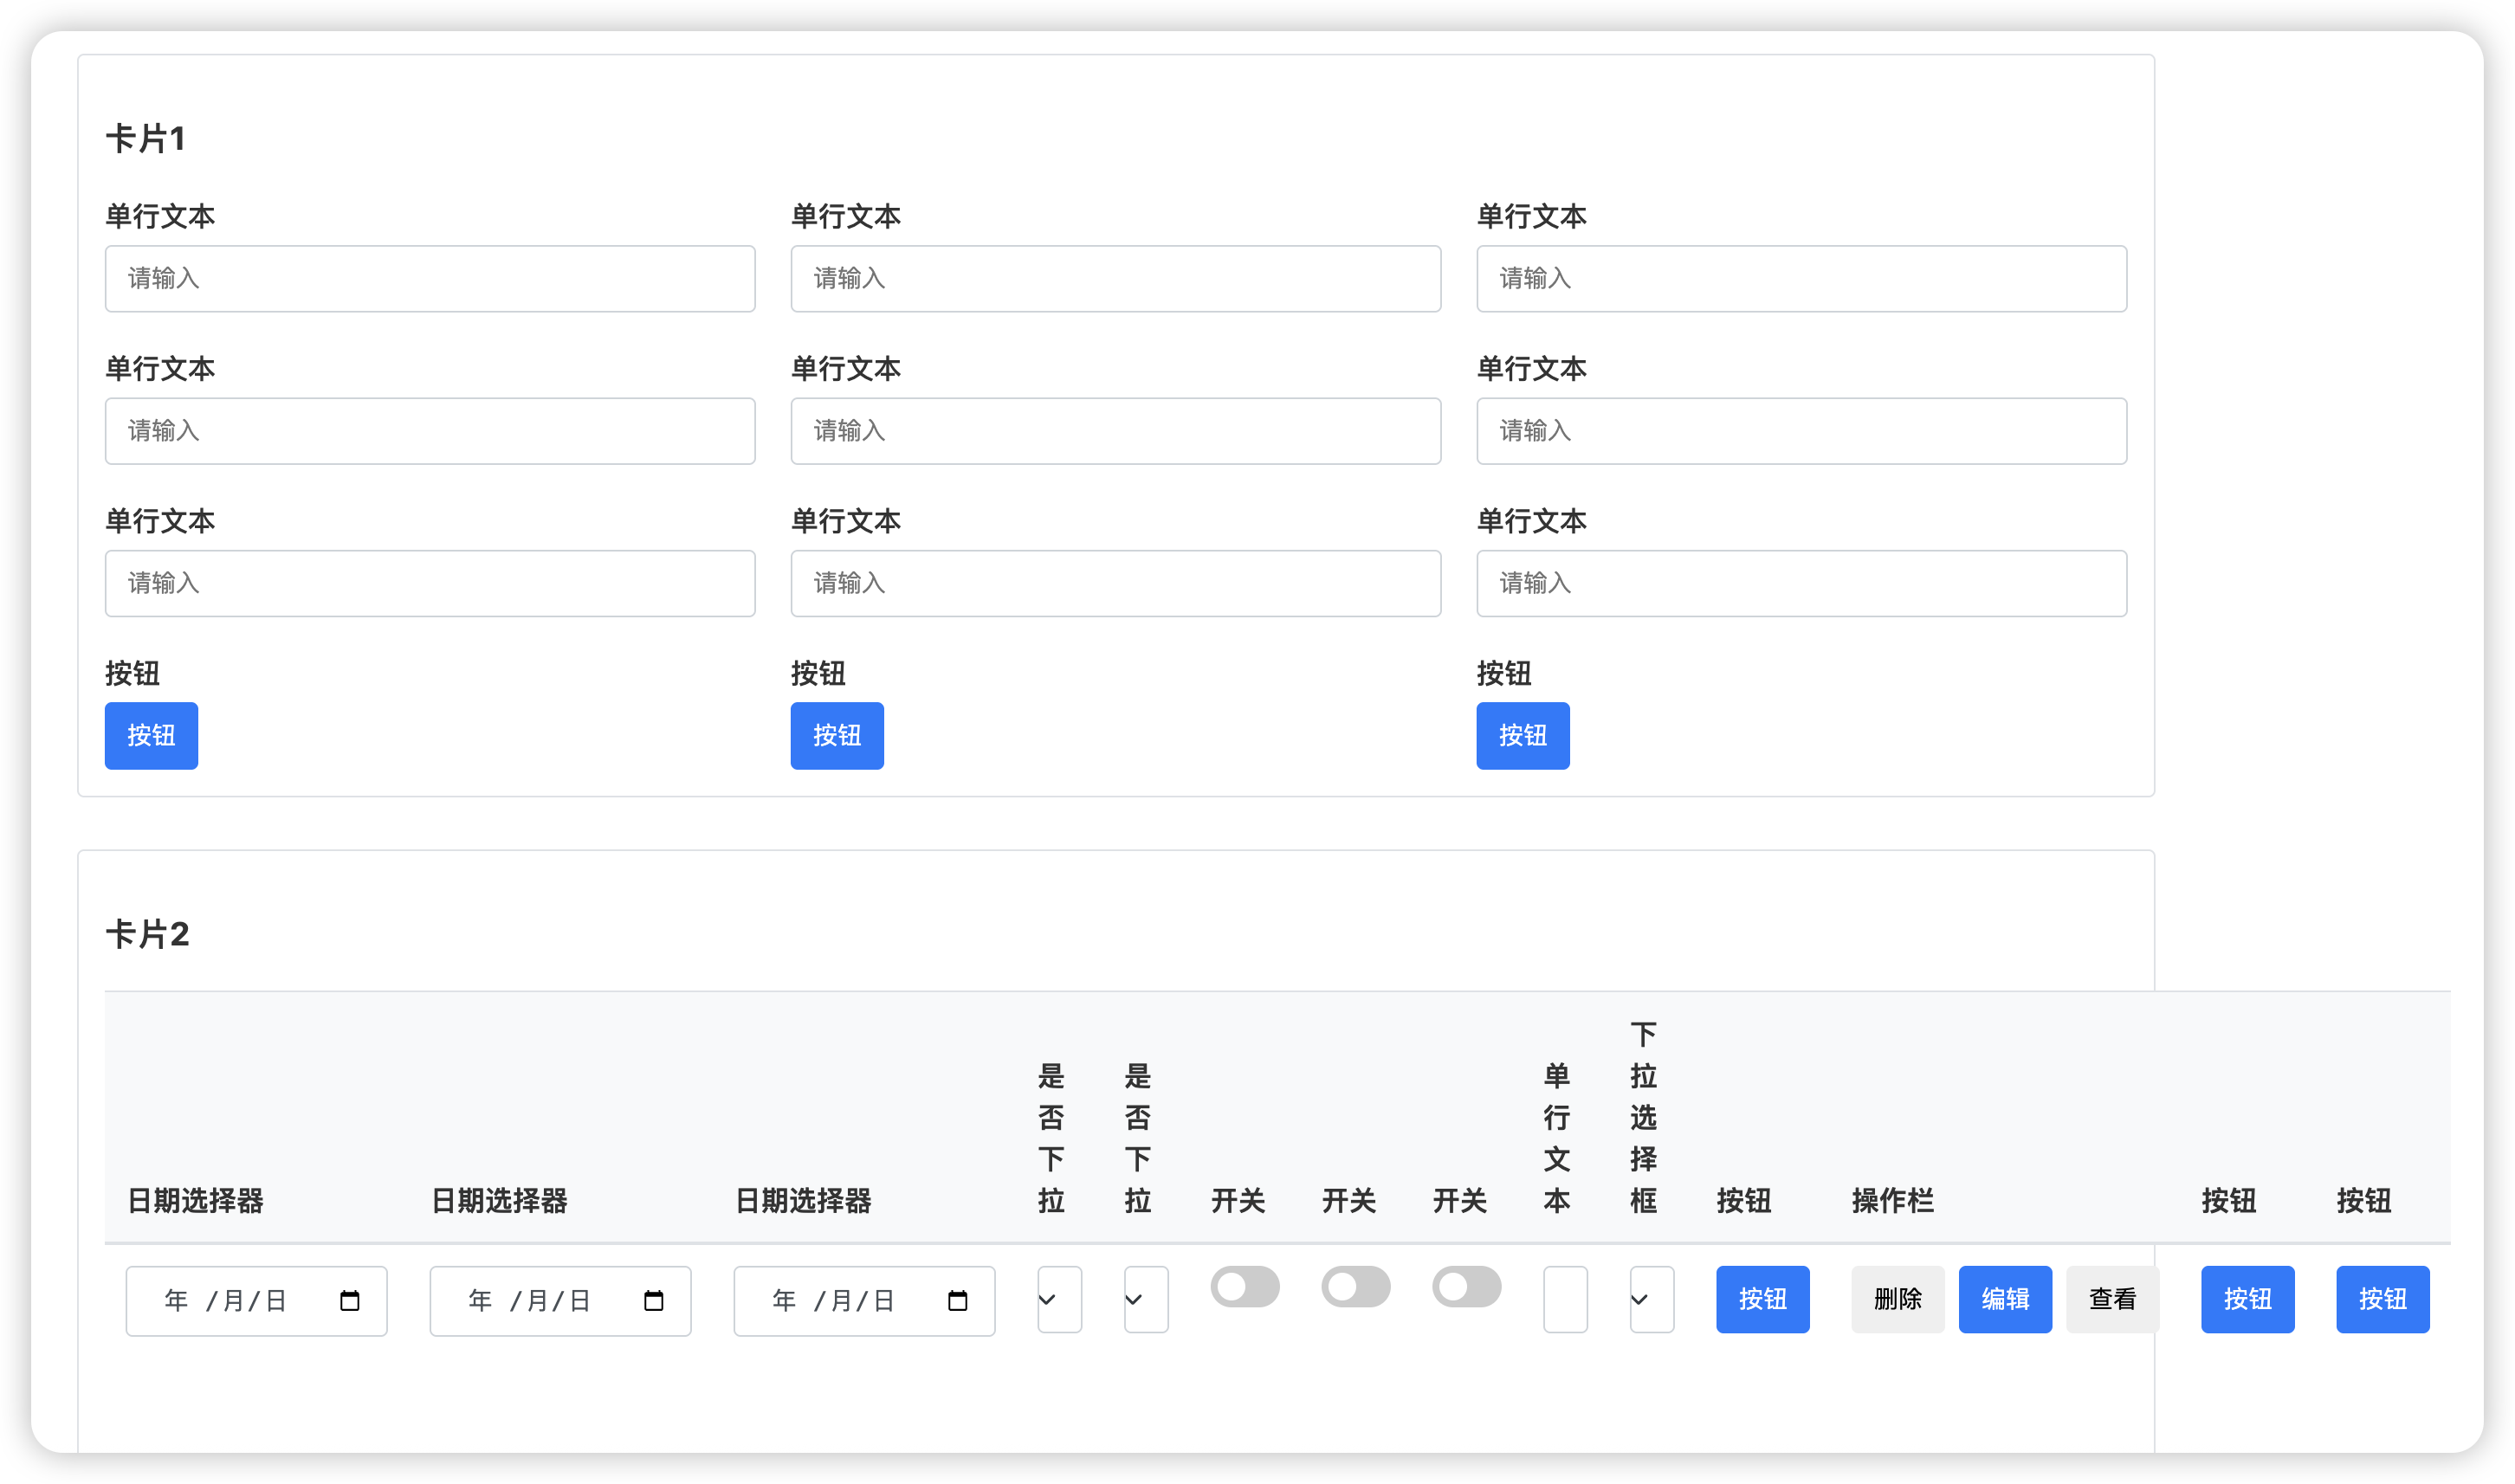 卡片1
单行文本 单行文本 单行文本
请输入 请输入 请输入
单行文本 单行文本 单行文本
请输入 请输入 请输入
单行文本 单行文本 单行文本
请输入 请输入 请输入
按钮 按钮 按钮
按钮 按钮 按钮
卡片2
日期选择器 日期选择器 日期选择器 是否下拉 是否下拉 开关 开关 开关 单行文本 下拉选择框 按钮 操作栏 按钮 按钮
年 /月/日 年 /月/日 年 /月/日 按钮 删除 编辑 查看 按钮 按钮